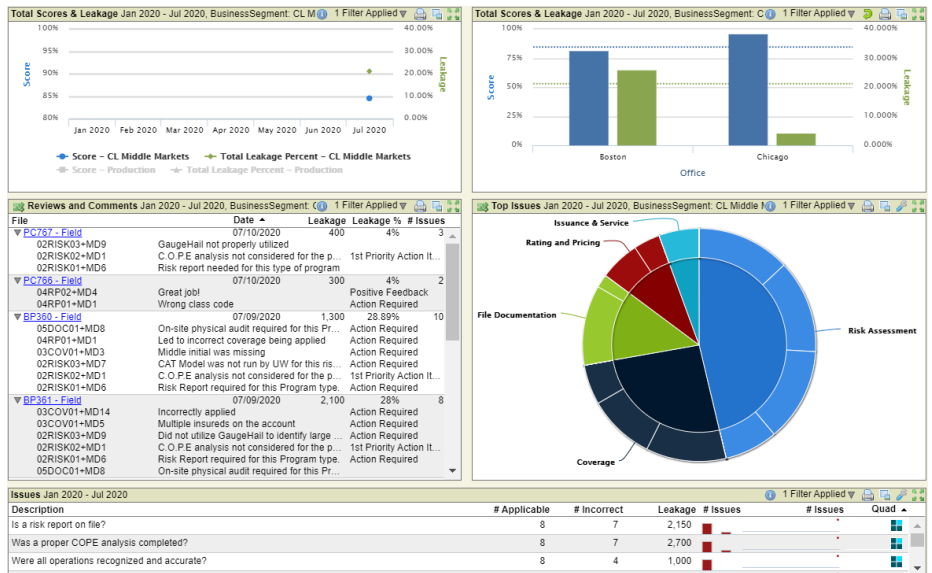 Total Scores & Leakage Jan 2020 - Jul 2020, BusinessSegment: CL M 1 Filter Applied
100% 40.00%
95% 30.00%
90% 20.00%
85% 10.00%
80% 0.00%
Score
Leakage
Jan 2020 Feb 2020 Mar 2020 Apr 2020 May 2020 Jun 2020 Jul 2020
Score – CL Middle Markets Total Leakage Percent – CL Middle Markets
Score – Production Total Leakage Percent – Production
Total Scores & Leakage Jan 2020 - Jul 2020, BusinessSegment: C 1 Filter Applied
100% 40.000%
75% 30.000%
50% 20.000%
25% 10.000%
0% 0.000%
Score
Leakage
Boston Chicago
Office
Reviews and Comments Jan 2020 - Jul 2020, BusinessSegment: C 1 Filter Applied
File Date Leakage Leakage % # Issues
PC767 - Field 07/10/2020 400 4% 3
02RISK03+MD9 GaugeHail not properly utilized
02RISK02+MD1 C.O.P.E analysis not considered for the p... 1st Priority Action It...
02RISK01+MD6 Risk report needed for this type of program
PC766 - Field 07/10/2020 300 4% 2
04RP02+MD4 Great job! Positive Feedback
04RP01+MD1 Wrong class code Action Required
BP360 - Field 07/09/2020 1,300 28.89% 10
05DOC01+MD8 On-site physical audit required for this Pr... Action Required
04RP01+MD1 Led to incorrect coverage being applied Action Required
03COV01+MD3 Middle initial was missing Action Required
02RISK03+MD7 CAT Model was not run by UW for this ris... Action Required
02RISK02+MD1 C.O.P.E analysis not considered for the p... 1st Priority Action It...
02RISK01+MD6 Risk Report required for this Program type. Action Required
BP361 - Field 07/09/2020 2,100 28% 8
03COV01+MD14 Incorrectly applied Action Required
03COV01+MD5 Multiple insureds on the account Action Required
02RISK03+MD9 Did not utilize GaugeHail to identify large ... Action Required
02RISK02+MD1 C.O.P.E analysis not considered for the p... 1st Priority Action It...
02RISK01+MD6 Risk Report required for this Program type. Action Required
05DOC01+MD8 On-site physical audit required for this Pr...
Top Issues Jan 2020 - Jul 2020, BusinessSegment: CL Middle M 1 Filter Applied
Issuance & Service
Rating and Pricing
File Documentation
Risk Assessment
Coverage
Issues Jan 2020 - Jul 2020 1 Filter Applied
Description # Applicable # Incorrect Leakage # Issues # Issues Quad
Is a risk report on file? 8 7 2,150
Was a proper COPE analysis completed? 8 7 2,700
Were all operations recognized and accurate? 8 4 1,000